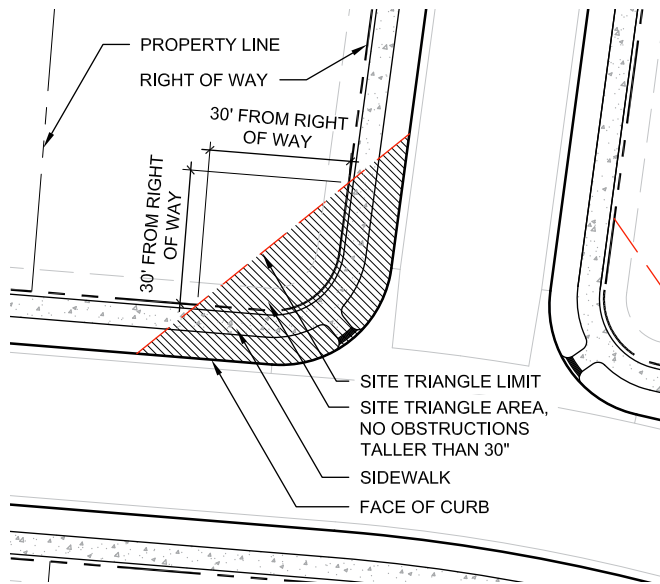 PROPERTY LINE
RIGHT OF WAY
30' FROM RIGHT
OF WAY
30' FROM RIGHT
OF WAY
SITE TRIANGLE LIMIT
SITE TRIANGLE AREA,
NO OBSTRUCTIONS
TALLER THAN 30"
SIDEWALK
FACE OF CURB